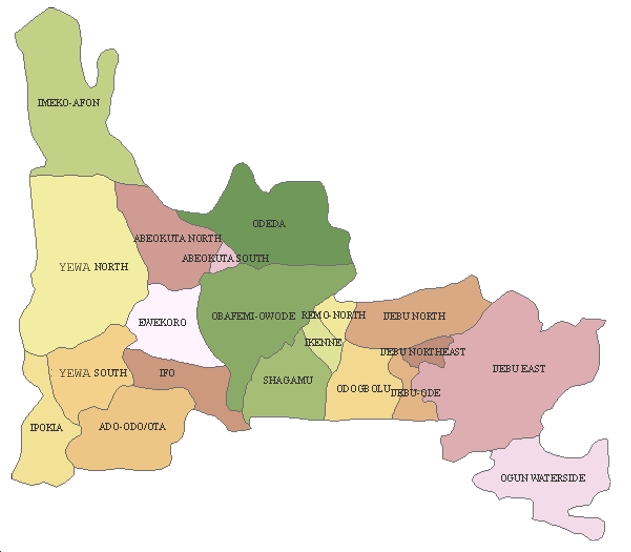 IMEKO-AFON
ODEDA
ABEOKUTA NORTH
ABEOKUTA SOUTH
YEWA NORTH
OBAFEMI-OWODE
REMO-NORTH
IJEBU NORTH
EWEKORO
IKENNE
IJEBU NORTHEAST
IJEBU EAST
YEWA SOUTH
IFO
SHAGAMU
ODOGBOLU
IJEBU-ODE
IPOKIA
ADO-ODO/OTA
OGUN WATERSIDE